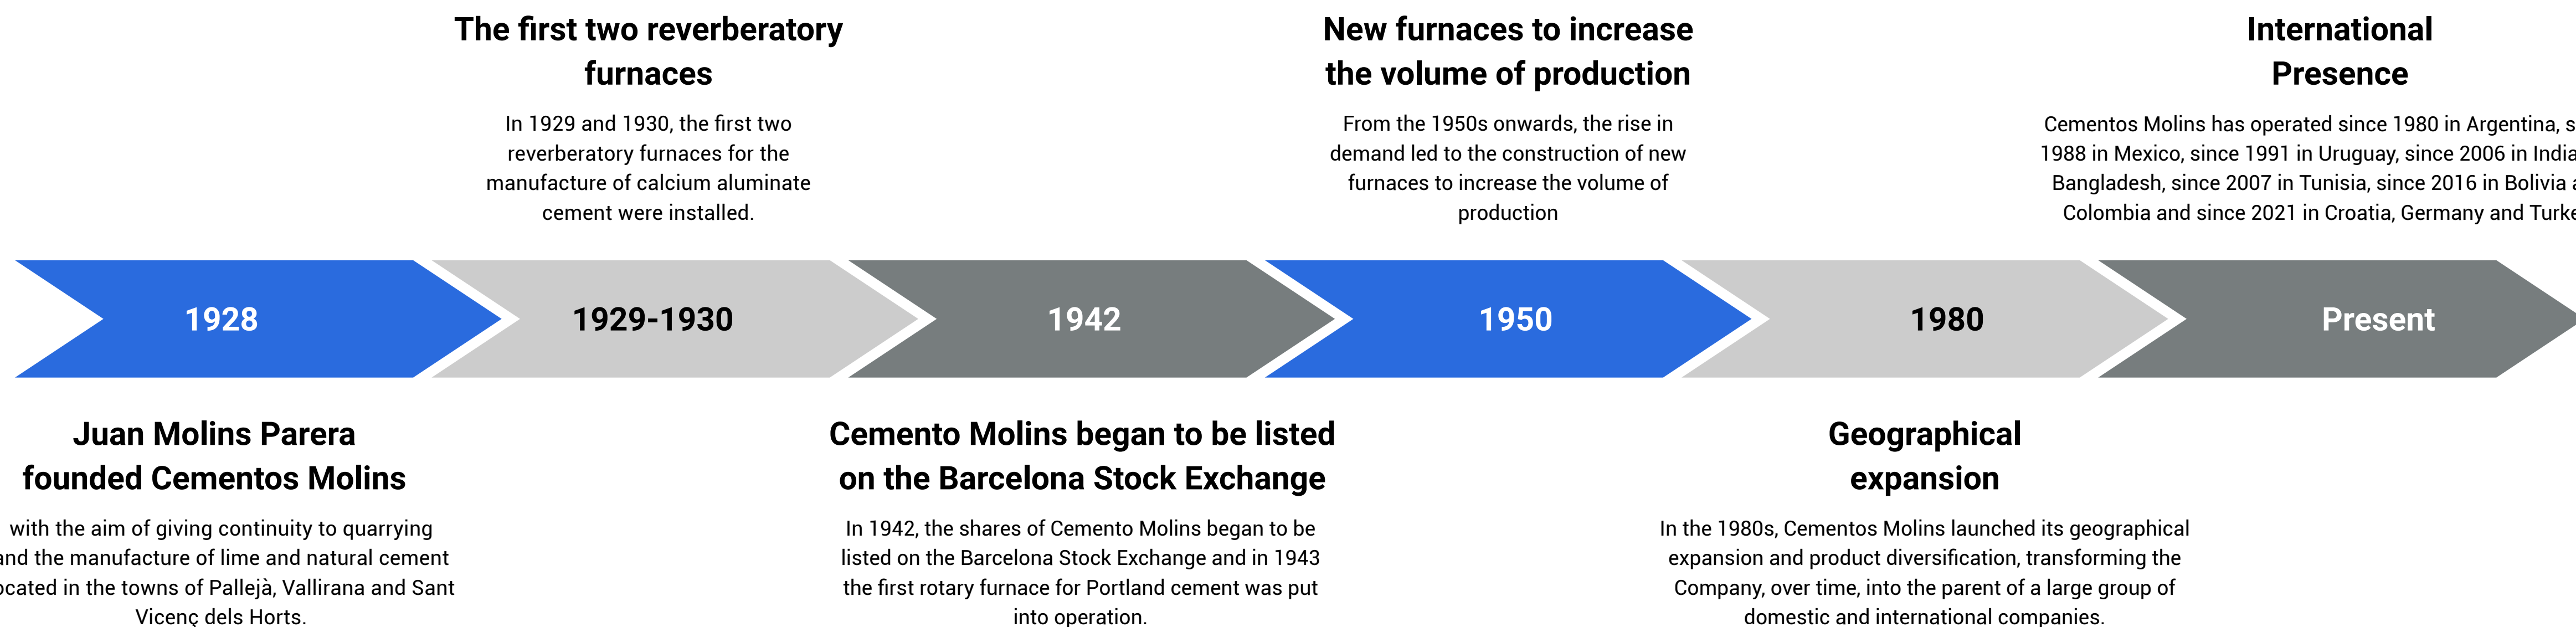 The first two reverberatory
furnaces
In 1929 and 1930, the first two
reverberatory furnaces for the
manufacture of calcium aluminate
cement were installed.
New furnaces to increase
the volume of production
From the 1950s onwards, the rise in
demand led to the construction of new
furnaces to increase the volume of
production
International
Presence
Cementos Molins has operated since 1980 in Argentina,
1988 in Mexico, since 1991 in Uruguay, since 2006 in India
Bangladesh, since 2007 in Tunisia, since 2016 in Bolivia
Colombia and since 2021 in Croatia, Germany and
1928
1929-1930
1942
1950
1980
Present
Juan Molins Parera
founded Cementos Molins
with the aim of giving continuity to quarrying
and the manufacture of lime and natural cement
in the towns of Pallejà, Vallirana and Sant
Vicenç dels Horts.
Cemento Molins began to be listed
on the Barcelona Stock Exchange
In 1942, the shares of Cemento Molins began to be
listed on the Barcelona Stock Exchange and in 1943
the first rotary furnace for Portland cement was put
into operation.
Geographical
expansion
In the 1980s, Cementos Molins launched its geographical
expansion and product diversification, transforming the
Company, over time, into the parent of a large group of
domestic and international companies.